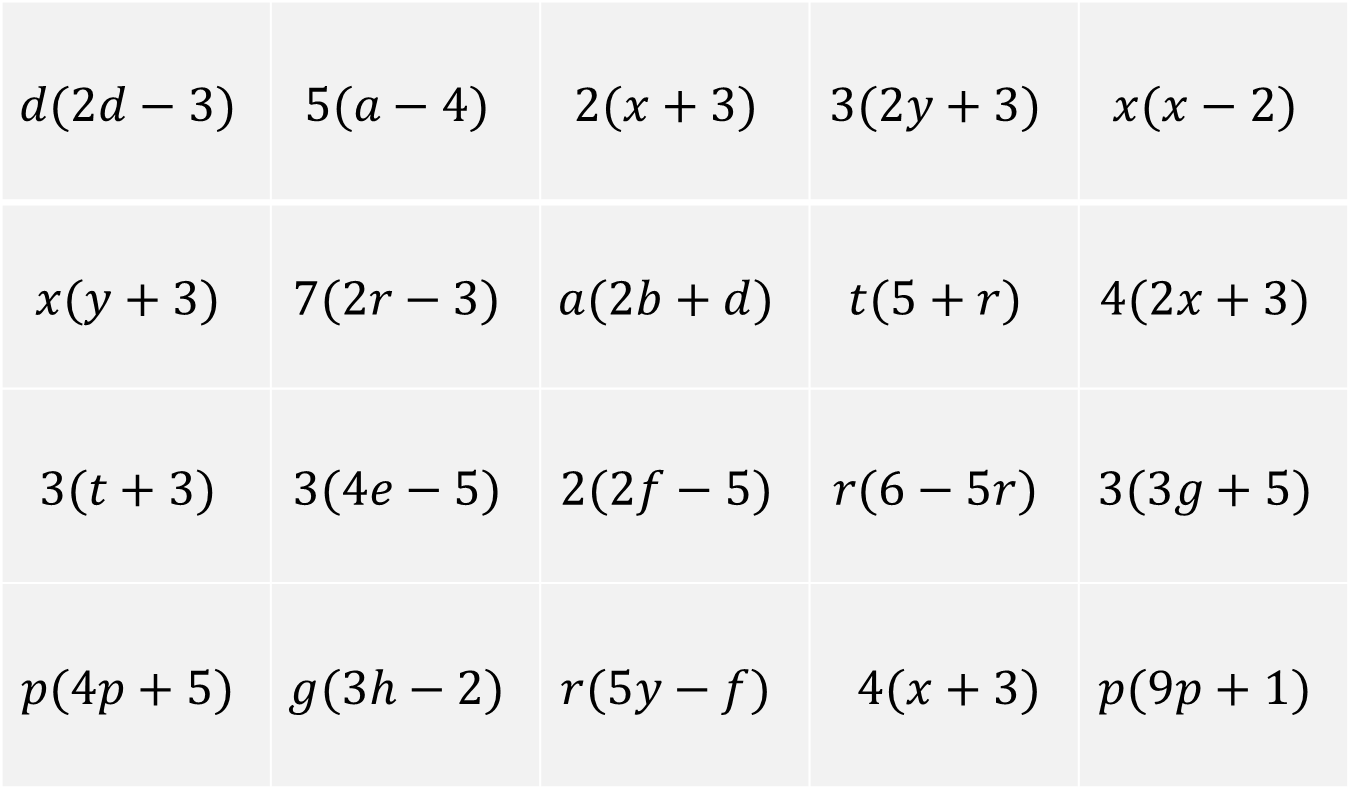 d(2d − 3) 5(a − 4) 2(x + 3) 3(2y + 3) x(x − 2)
x(y + 3) 7(2r − 3) a(2b + d) t(5 + r) 4(2x + 3)
3(t + 3) 3(4e − 5) 2(2f − 5) r(6 − 5r) 3(3g + 5)
p(4p + 5) g(3h − 2) r(5y − f) 4(x + 3) p(9p + 1)